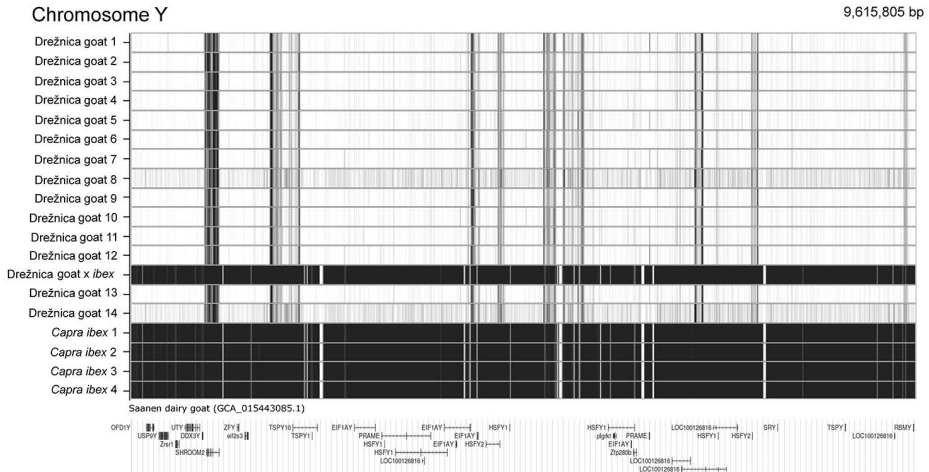 Chromosome Y
9,615,805 bp
Drežnica goat 1
Drežnica goat 2
Drežnica goat 3
Drežnica goat 4
Drežnica goat 5
Drežnica goat 6
Drežnica goat 7
Drežnica goat 8
Drežnica goat 9
Drežnica goat 10
Drežnica goat 11
Drežnica goat 12
Drežnica goat x ibex
Drežnica goat 13
Drežnica goat 14
Capra ibex 1
Capra ibex 2
Capra ibex 3
Capra ibex 4
Saanen dairy goat (GCA_015443085.1)
OFD1Y UTY ZFY TSPY10 EIF1AY EIF1AY HSFY1 HSFY1 LOC100126816 SRY TSPY RBMY
USP9Y DDX3Y eif2s3 TSPY1 PRAME EIF1AY plgrkt PRAME HSFY1 HSFY2 LOC100126816
Zrsr1 HSFY1 EIF1AY HSFY2 EIF1AY
SHROOM2 HSFY1 Zfp280b
LOC100126816 LOC100126816
LOC100126816